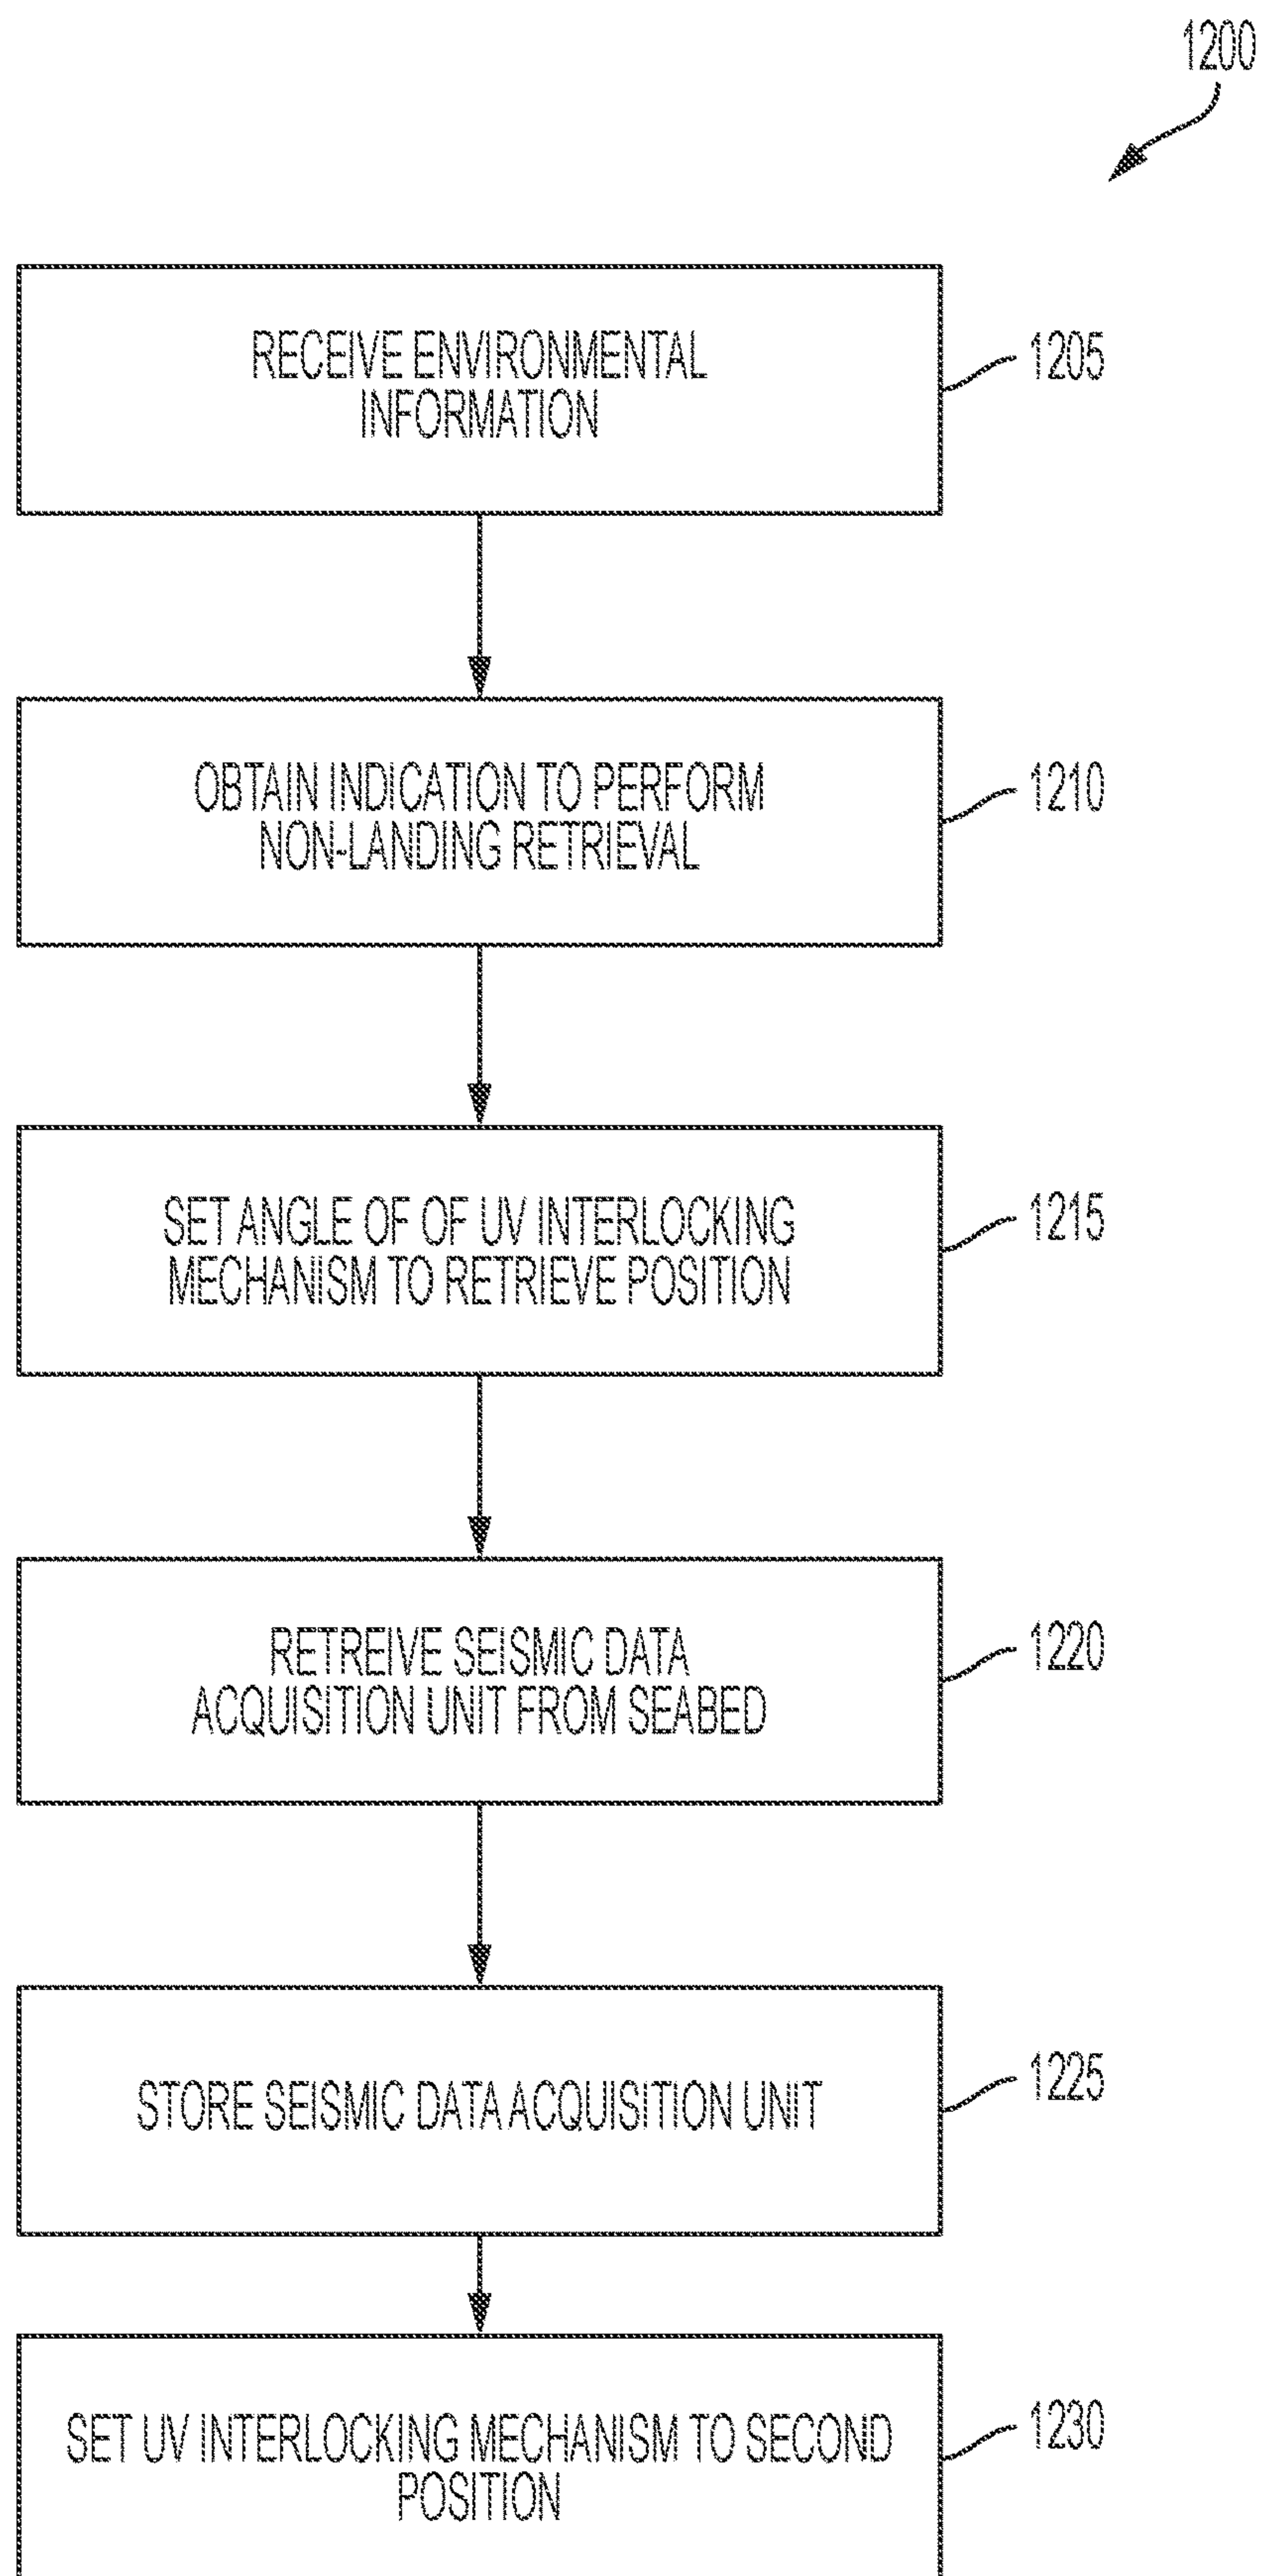 1200
RECEIVE ENVIRONMENTAL
INFORMATION
1205
OBTAIN INDICATION TO PERFORM
NON-LANDING RETRIEVAL
1210
SET ANGLE OF OF UV INTERLOCKING
MECHANISM TO RETRIEVE POSITION
1215
RETREIVE SEISMIC DATA
ACQUISITION UNIT FROM SEABED
1220
STORE SEISMIC DATA ACQUISITION UNIT
1225
SET UV INTERLOCKING MECHANISM TO SECOND
POSITION
1230